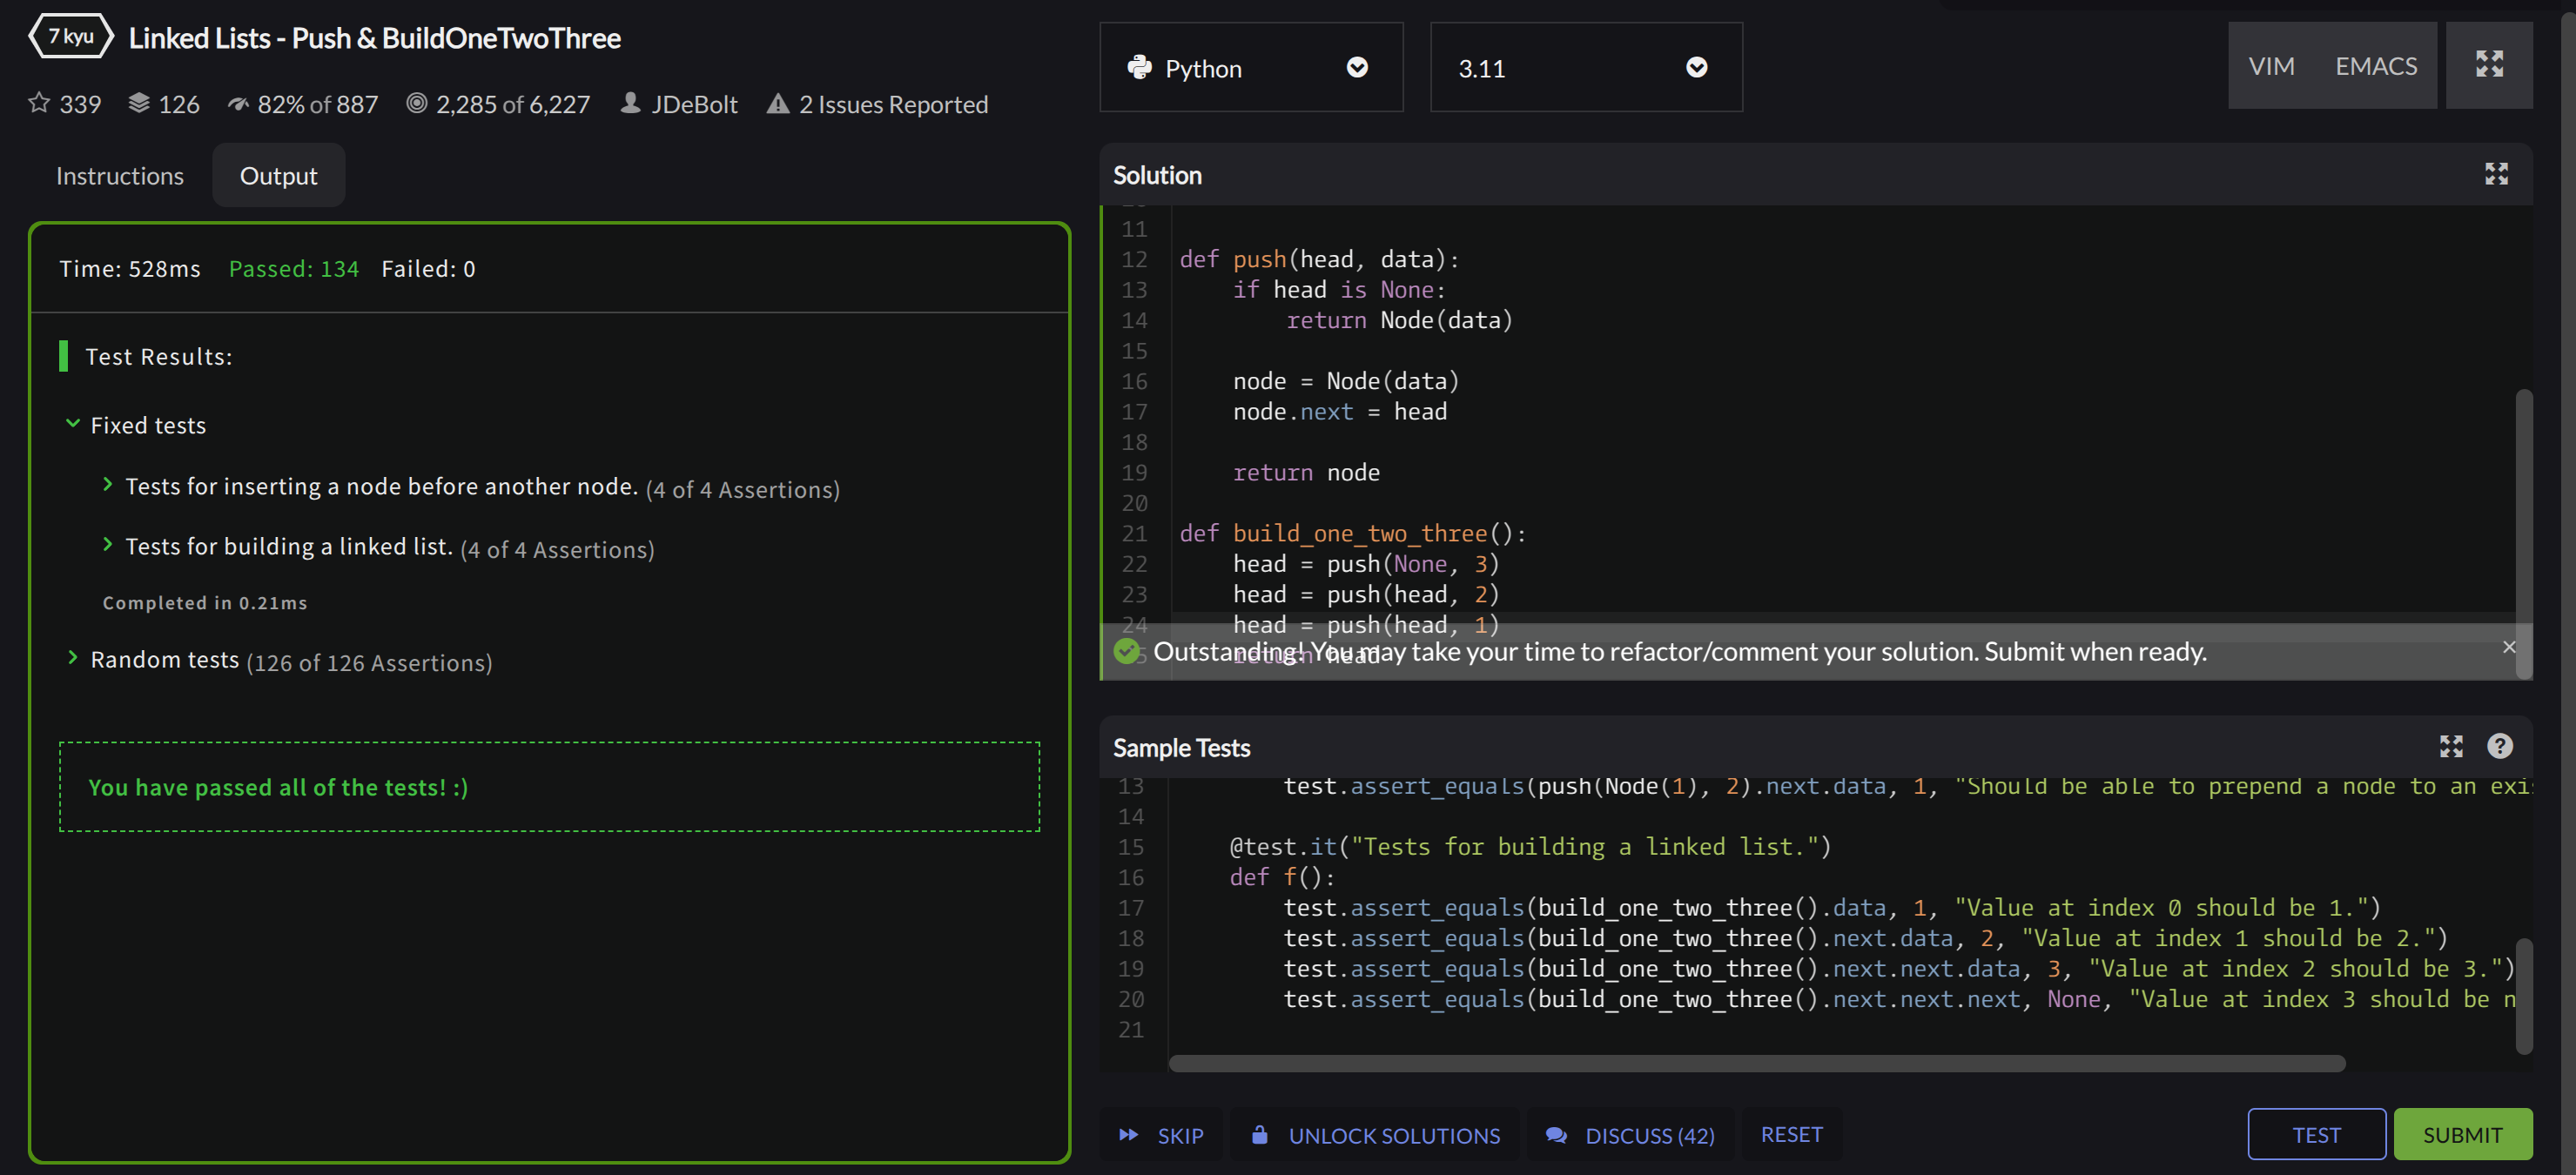 7 kyu
Linked Lists - Push & BuildOneTwoThree
339 126 82% of 887 2,285 of 6,227 JDeBolt 2 Issues Reported
Instructions
Output
Time: 528ms Passed: 134 Failed: 0
Test Results:
Fixed tests
Tests for inserting a node before another node. (4 of 4 Assertions)
Tests for building a linked list. (4 of 4 Assertions)
Completed in 0.21ms
Random tests (126 of 126 Assertions)
You have passed all of the tests! :)
Python
3.11
VIM
EMACS
Solution
11
12 def push(head, data):
13     if head is None:
14         return Node(data)
15
16     node = Node(data)
17     node.next = head
18
19     return node
20
21 def build_one_two_three():
22     head = push(None, 3)
23     head = push(head, 2)
24     head = push(head, 1)
return head
Outstanding! You may take your time to refactor/comment your solution. Submit when ready.
×
Sample Tests
?
13         test.assert_equals(push(Node(1), 2).next.data, 1, "Should be able to prepend a node to an exi
14
15     @test.it("Tests for building a linked list.")
16     def f():
17         test.assert_equals(build_one_two_three().data, 1, "Value at index 0 should be 1.")
18         test.assert_equals(build_one_two_three().next.data, 2, "Value at index 1 should be 2.")
19         test.assert_equals(build_one_two_three().next.next.data, 3, "Value at index 2 should be 3.")
20         test.assert_equals(build_one_two_three().next.next.next, None, "Value at index 3 should be n
21
SKIP
UNLOCK SOLUTIONS
DISCUSS (42)
RESET
TEST
SUBMIT